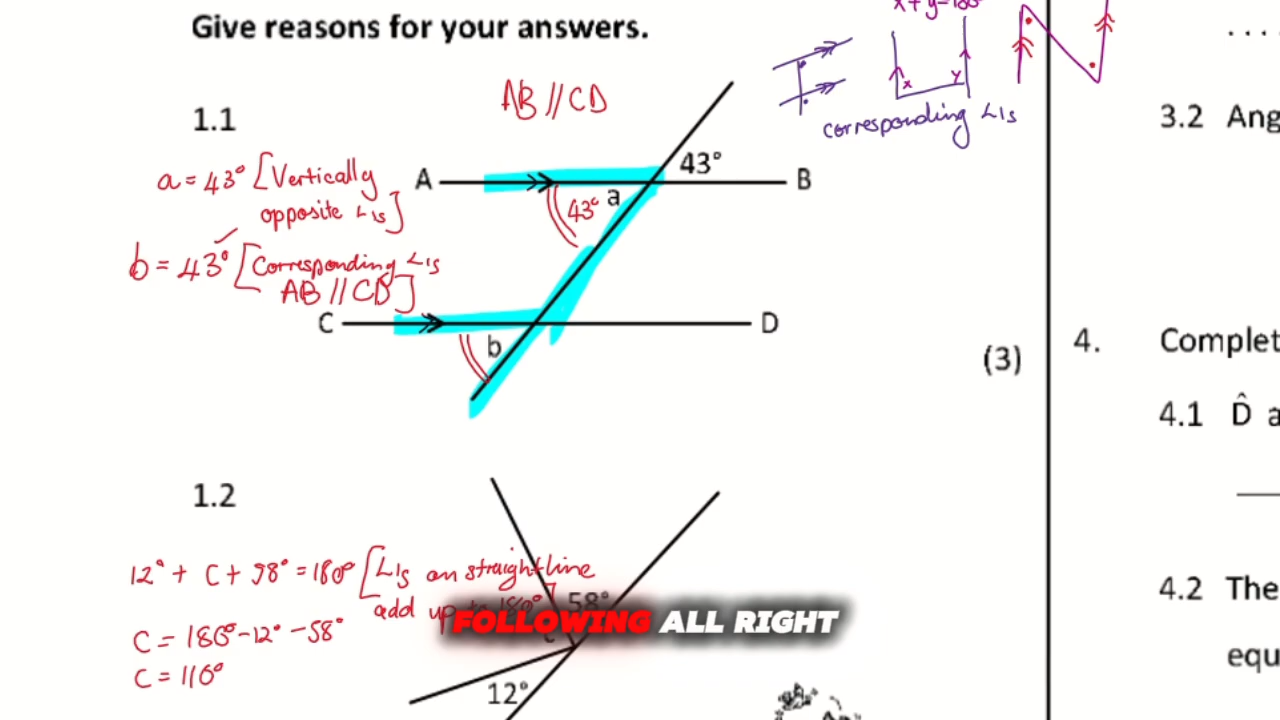 Give reasons for your answers.
x+y=180°
1.1
AB//CD
43°
A
B
a
43°
a=43° [Vertically
opposite ∠'s]
b=43° [Corresponding ∠'s
AB//CD]
C
D
b
(3)
x
y
corresponding ∠'s
3.2 Ang
4. Complet
4.1 D̂ a
4.2 The
equ
1.2
12° + C + 58° = 180° [∠'s on straight line
add up to 180°]
58°
C = 180° - 12° - 58°
C = 110°
12°
FOLLOWING ALL RIGHT